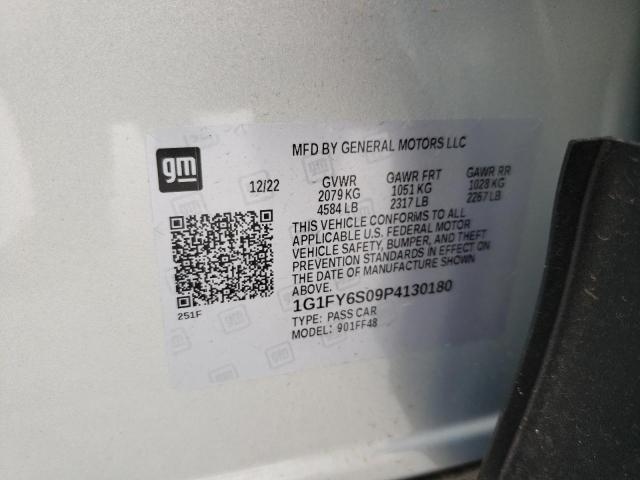 gm
MFD BY GENERAL MOTORS LLC
12/22 GVWR GAWR FRT GAWR RR
2079 KG 1051 KG 1028 KG
4584 LB 2317 LB 2267 LB
THIS VEHICLE CONFORMS TO ALL
APPLICABLE U.S. FEDERAL MOTOR
VEHICLE SAFETY, BUMPER, AND THEFT
PREVENTION STANDARDS IN EFFECT ON
THE DATE OF MANUFACTURE SHOWN
ABOVE.
1G1FY6S09P4130180
TYPE: PASS CAR
MODEL: 901FF48
251F